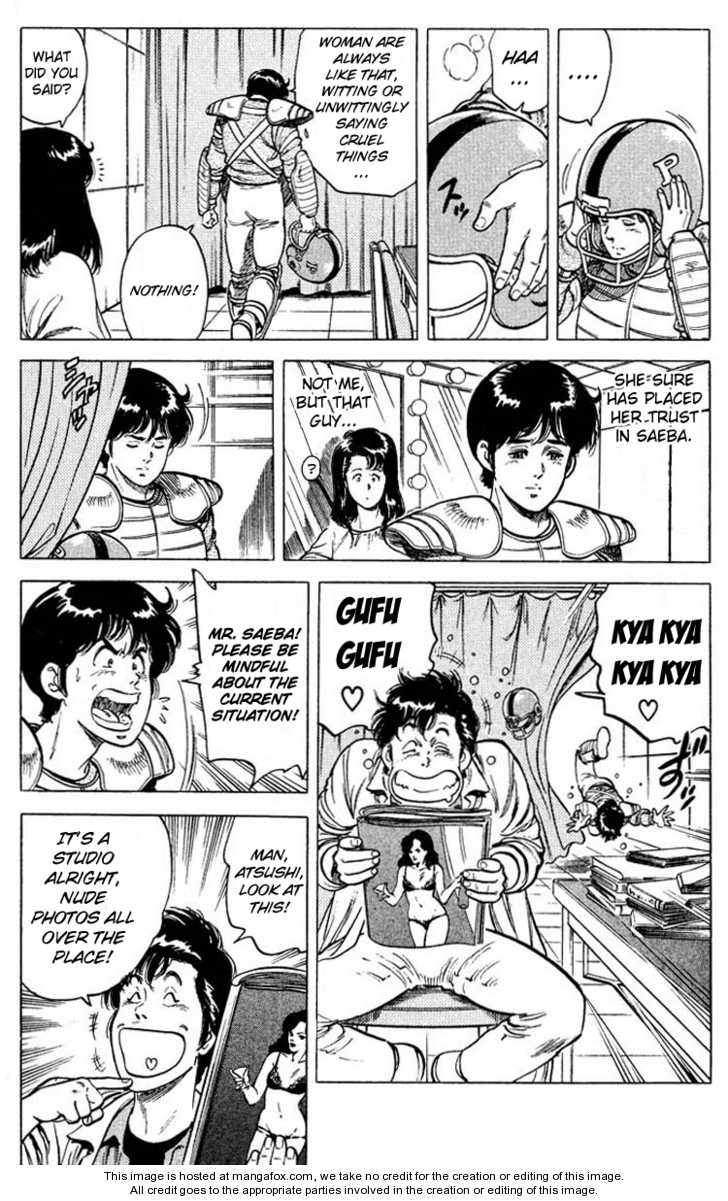 ....
HAA
...
ズッ
WOMAN ARE
ALWAYS
LIKE THAT,
WITTING OR
UNWITTINGLY
SAYING
CRUEL
THINGS
...
WHAT
DID YOU
SAID?
NOTHING!
SHE SURE
HAS PLACED
HER TRUST
IN SAEBA.
NOT ME,
BUT THAT
GUY...
?
KYA KYA
KYA KYA
♡
GUFU
GUFU
♡
MR. SAEBA!
PLEASE BE
MINDFUL
ABOUT THE
CURRENT
SITUATION!
MAN,
ATSUSHI,
LOOK AT
THIS!
IT'S A
STUDIO
ALRIGHT,
NUDE
PHOTOS ALL
OVER THE
PLACE!
This image is hosted at mangafox.com, we take no credit for the creation or editing of this image.
All credit goes to the appropriate parties involved in the creation or editing of this image.